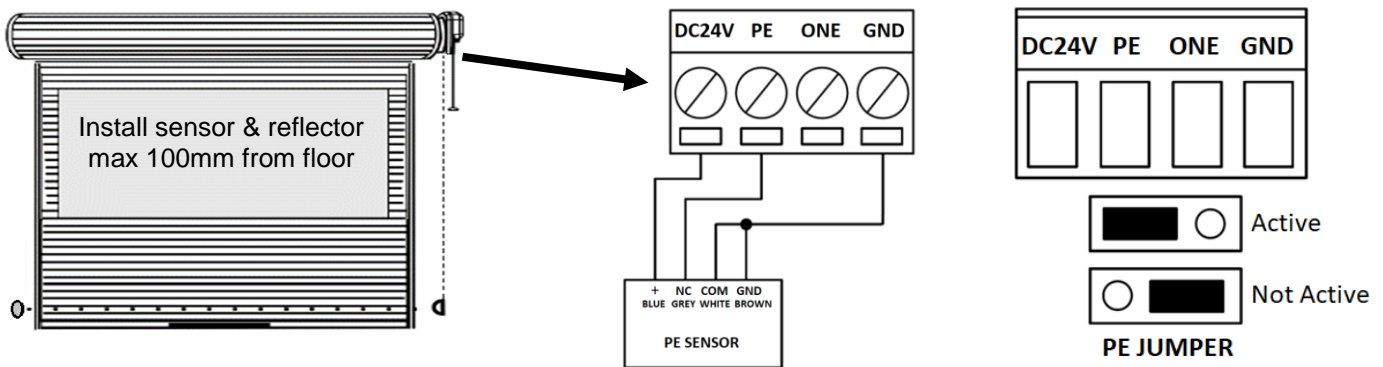 Install sensor & reflector
max 100mm from floor
DC24V PE ONE GND
+ NC COM GND
BLUE GREY WHITE BROWN
PE SENSOR
DC24V PE ONE GND
Active
Not Active
PE JUMPER